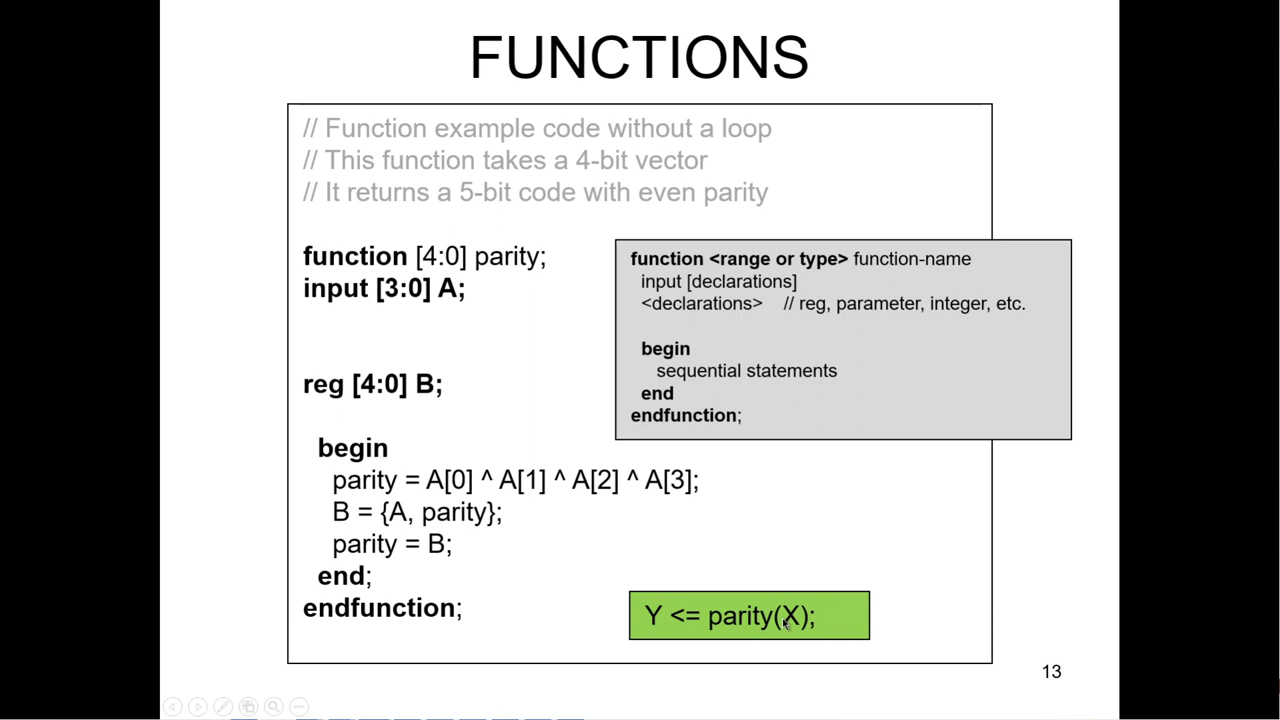 FUNCTIONS
// Function example code without a loop
// This function takes a 4-bit vector
// It returns a 5-bit code with even parity
function [4:0] parity;
input [3:0] A;
reg [4:0] B;
begin
parity = A[0] ^ A[1] ^ A[2] ^ A[3];
B = {A, parity};
parity = B;
end;
endfunction;
function <range or type> function-name
input [declarations]
<declarations> // reg, parameter, integer, etc.
begin
sequential statements
end
endfunction;
Y <= parity(X);
13